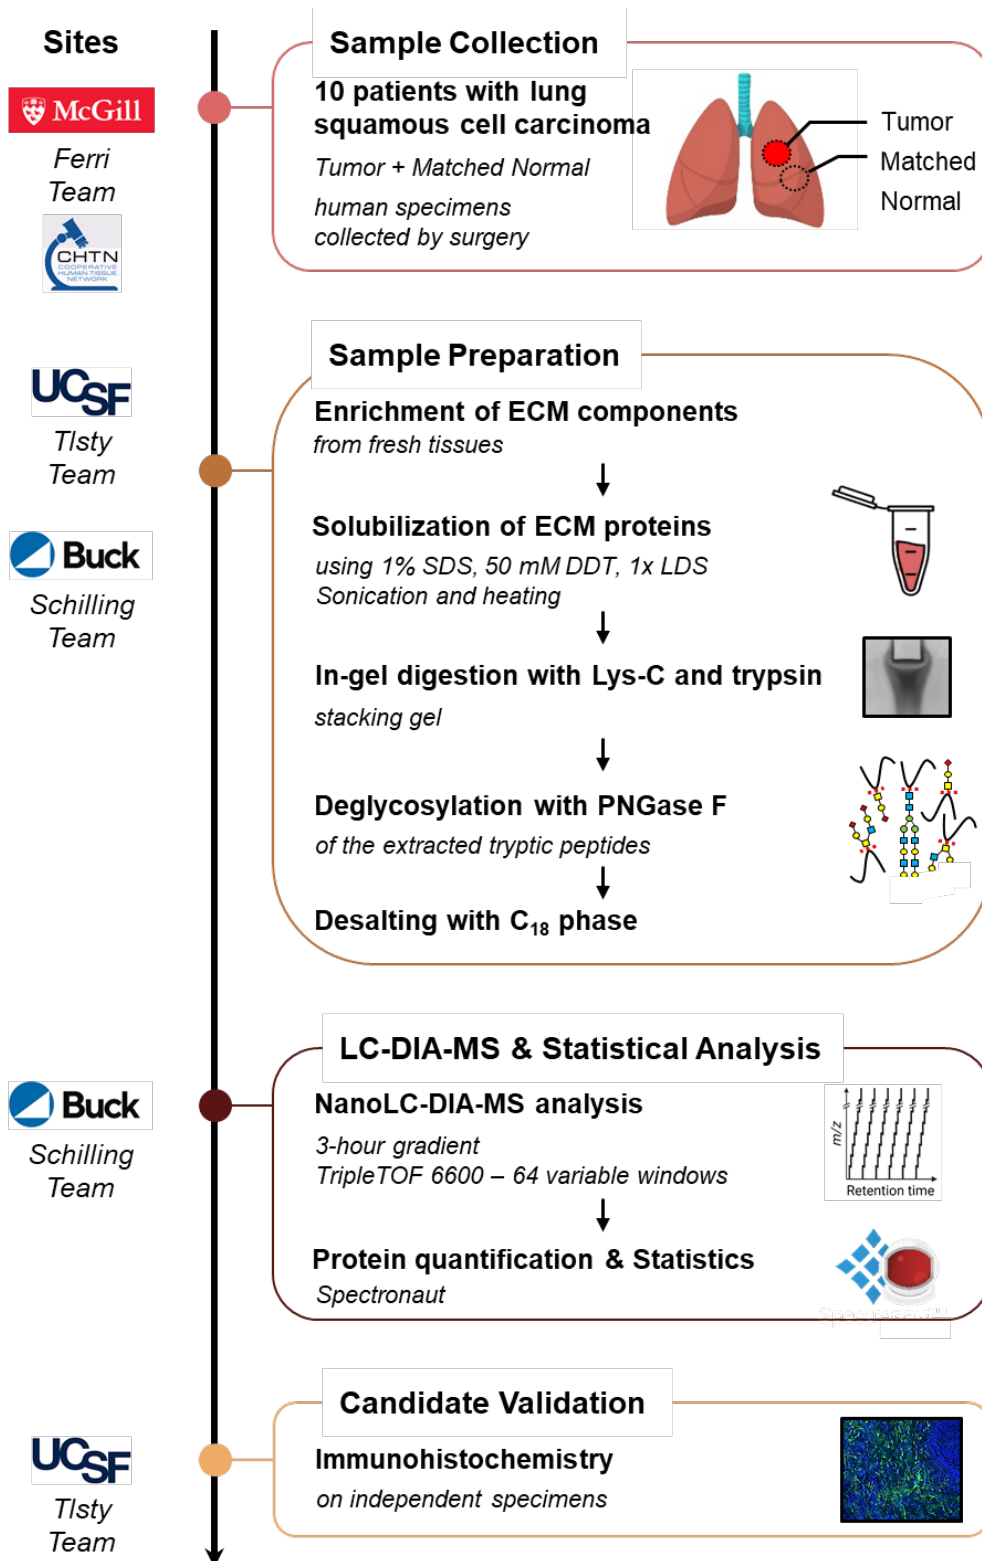 Sites
McGill
Ferri
Team
CHTN
COOPERATIVE
HUMAN TISSUE
NETWORK
Sample Collection
10 patients with lung
squamous cell carcinoma
Tumor + Matched Normal
human specimens
collected by surgery
Tumor
Matched
Normal
UCSF
Tlsty
Team
Buck
Schilling
Team
Sample Preparation
Enrichment of ECM components
from fresh tissues
Solubilization of ECM proteins
using 1% SDS, 50 mM DDT, 1x LDS
Sonication and heating
In-gel digestion with Lys-C and trypsin
stacking gel
Deglycosylation with PNGase F
of the extracted tryptic peptides
Desalting with C₁₈ phase
Buck
Schilling
Team
LC-DIA-MS & Statistical Analysis
NanoLC-DIA-MS analysis
3-hour gradient
TripleTOF 6600 – 64 variable windows
m/z
Retention time
Protein quantification & Statistics
Spectronaut
UCSF
Tlsty
Team
Candidate Validation
Immunohistochemistry
on independent specimens